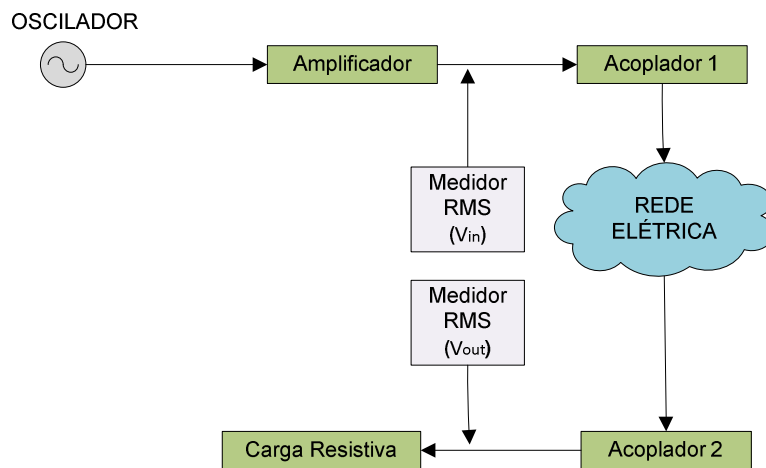 OSCILADOR
Amplificador
Acoplador 1
Medidor
RMS
(Vin)
REDE
ELÉTRICA
Medidor
RMS
(Vout)
Carga Resistiva
Acoplador 2